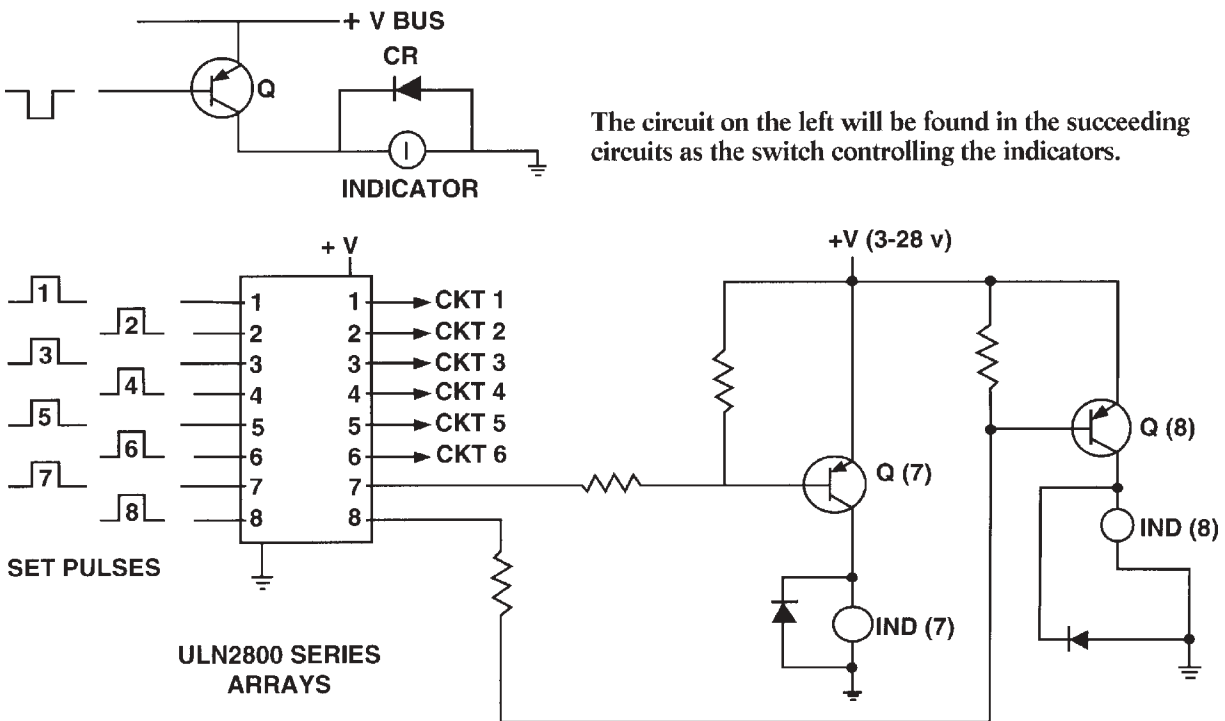 + V BUS
CR
Q
I
INDICATOR
The circuit on the left will be found in the succeeding
circuits as the switch controlling the indicators.
+ V
+V (3-28 v)
1 1 1 CKT 1
2 2 2 CKT 2
3 3 3 CKT 3
4 4 4 CKT 4
5 5 5 CKT 5
6 6 6 CKT 6
7 7 7
8 8 8
Q (7)
Q (8)
IND (8)
IND (7)
SET PULSES
ULN2800 SERIES
ARRAYS